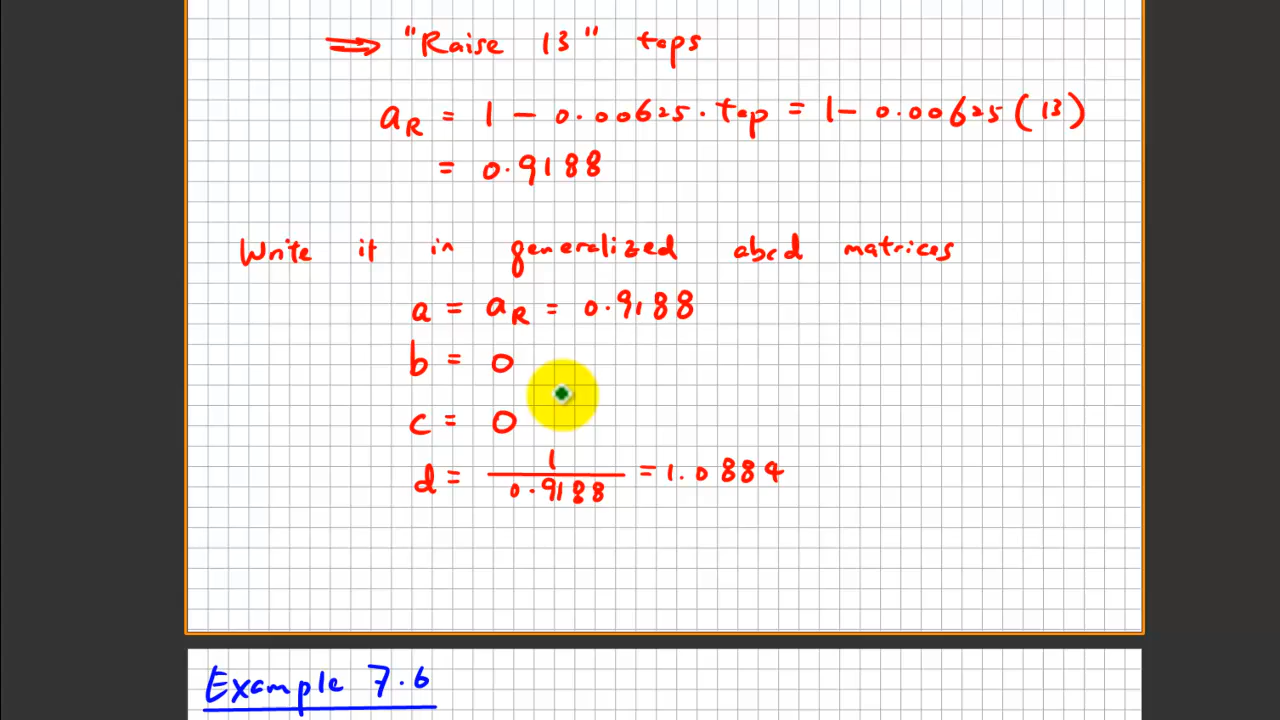 ⇒ "Raise 13" taps
a_R = 1 - 0.00625 · tap = 1 - 0.00625 (13)
= 0.9188
Write it in generalized abcd matrices
a = a_R = 0.9188
b = 0
c = 0
d = 1/0.9188 = 1.0884
Example 7.6